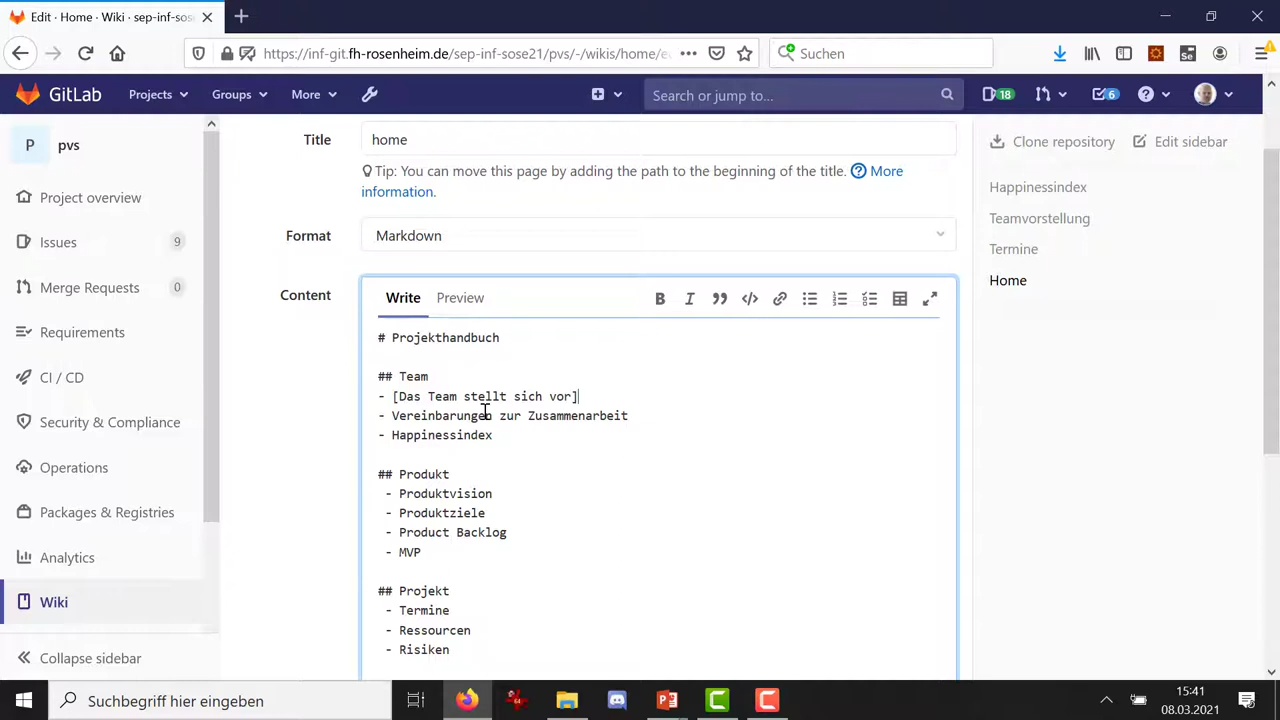 Edit · Home · Wiki · sep-inf-sos
https://inf-git.fh-rosenheim.de/sep-inf-sose21/pvs/-/wikis/home/e
Suchen
GitLab
Projects
Groups
More
Search or jump to...
18
6
P
pvs
Project overview
Issues
9
Merge Requests
0
Requirements
CI / CD
Security & Compliance
Operations
Packages & Registries
Analytics
Wiki
Collapse sidebar
Title
home
Tip: You can move this page by adding the path to the beginning of the title. More
information.
Format
Markdown
Content
Write
Preview
# Projekthandbuch
## Team
- [Das Team stellt sich vor]
- Vereinbarungen zur Zusammenarbeit
- Happinessindex
## Produkt
- Produktvision
- Produktziele
- Product Backlog
- MVP
## Projekt
- Termine
- Ressourcen
- Risiken
Clone repository
Edit sidebar
Happinessindex
Teamvorstellung
Termine
Home
Suchbegriff hier eingeben
15:41
08.03.2021